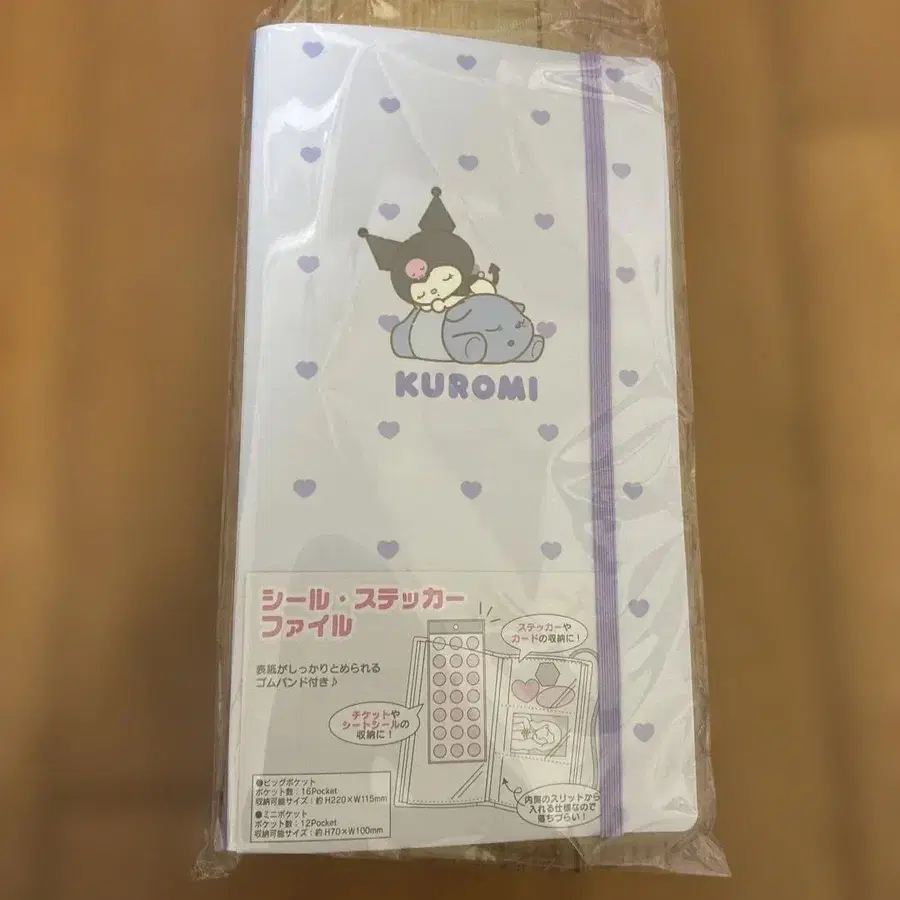 KUROMI
シール・ステッカー
ファイル
表紙がしっかりとめられる
ゴムバンド付き♪
ステッカーや
カードの収納に！
チケットや
シートシールの
収納に！
内側のスリットから
入れる仕様なので
落ちづらい！
●ビッグポケット
ポケット数：16Pocket
収納可能サイズ：約H220×W115mm
●ミニポケット
ポケット数：12Pocket
収納可能サイズ：約H70×W100mm